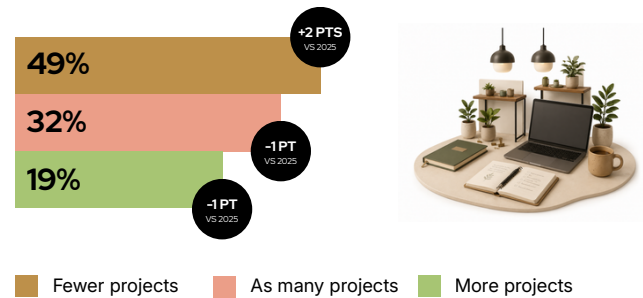 +2 PTS
VS 2025
49%
32%
-1 PT
VS 2025
19%
-1 PT
VS 2025
Fewer projects
As many projects
More projects